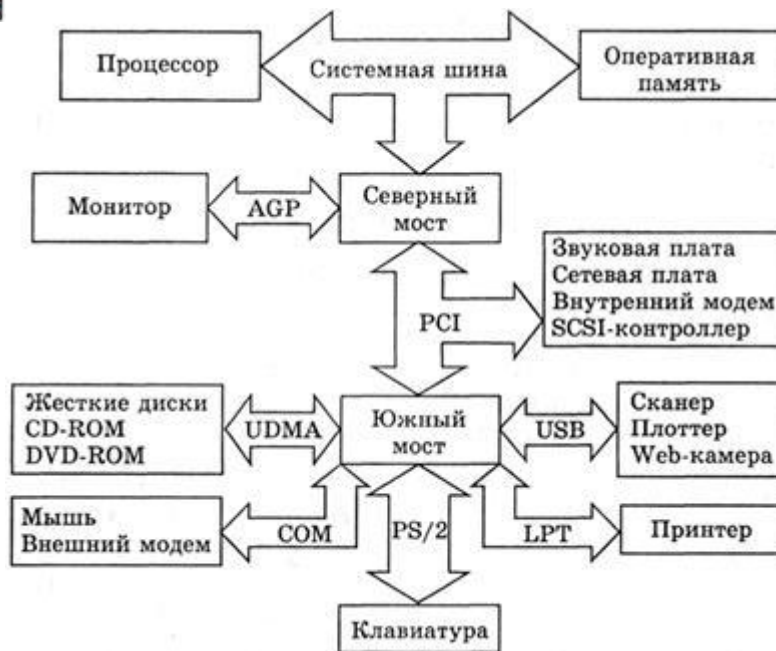 Процессор
Системная шина
Оперативная
память
Монитор
AGP
Северный
мост
Звуковая плата
Сетевая плата
Внутренний модем
SCSI-контроллер
PCI
Жесткие диски
CD-ROM
DVD-ROM
UDMA
Южный
мост
USB
Сканер
Плоттер
Web-камера
Мышь
Внешний модем
COM
PS/2
LPT
Принтер
Клавиатура